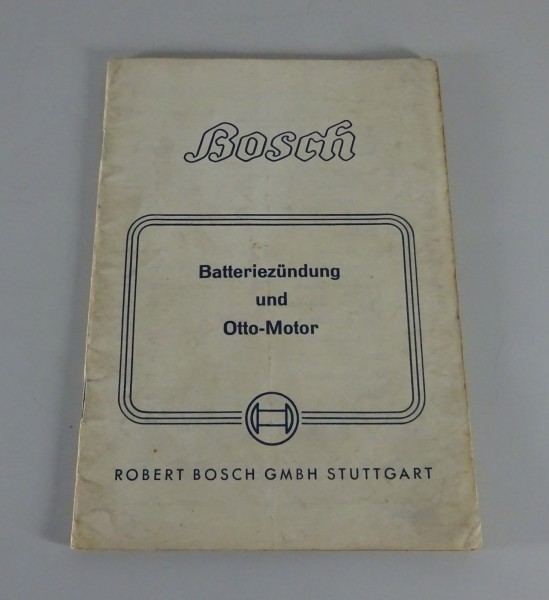 Bosch
Batteriezündung
und
Otto-Motor
ROBERT BOSCH GMBH STUTTGART